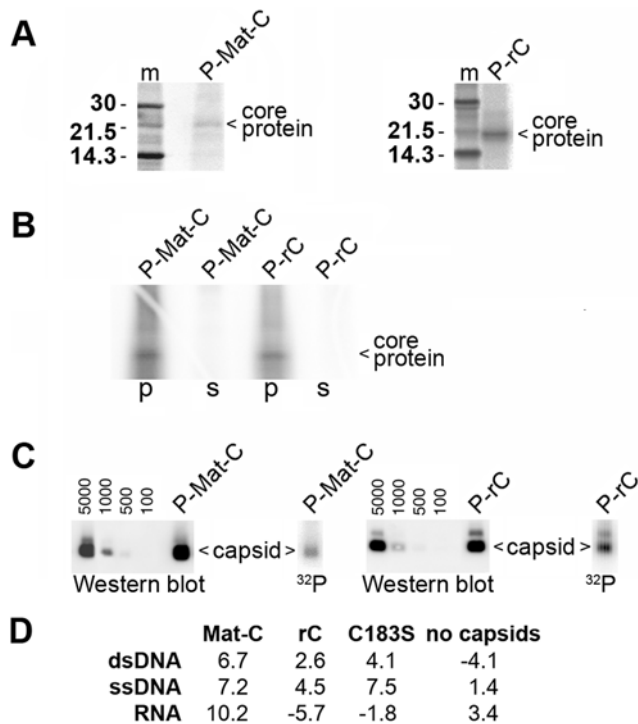 A
m P-Mat-C
30 -
21.5 -
14.3 -
< core protein
m P-rC
30 -
21.5 -
14.3 -
< core protein
B
P-Mat-C P-Mat-C P-rC P-rC
< core protein
p s p s
C
5000 1000 500 100 P-Mat-C P-Mat-C 5000 1000 500 100 P-rC P-rC
<capsid> <capsid>
Western blot 32P Western blot 32P
D
Mat-C rC C183S no capsids
dsDNA 6.7 2.6 4.1 -4.1
ssDNA 7.2 4.5 7.5 1.4
RNA 10.2 -5.7 -1.8 3.4